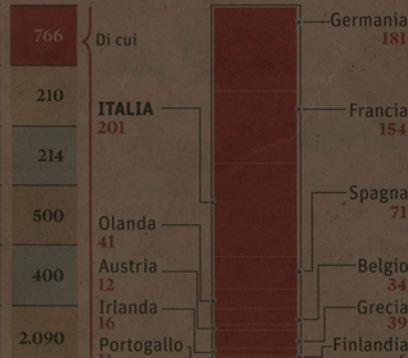 766
Di cui
210
214
500
400
2.090
ITALIA
201
Olanda
41
Austria
12
Irlanda
16
Portogallo
Germania
181
Francia
154
Spagna
71
Belgio
34
Grecia
39
Finlandia